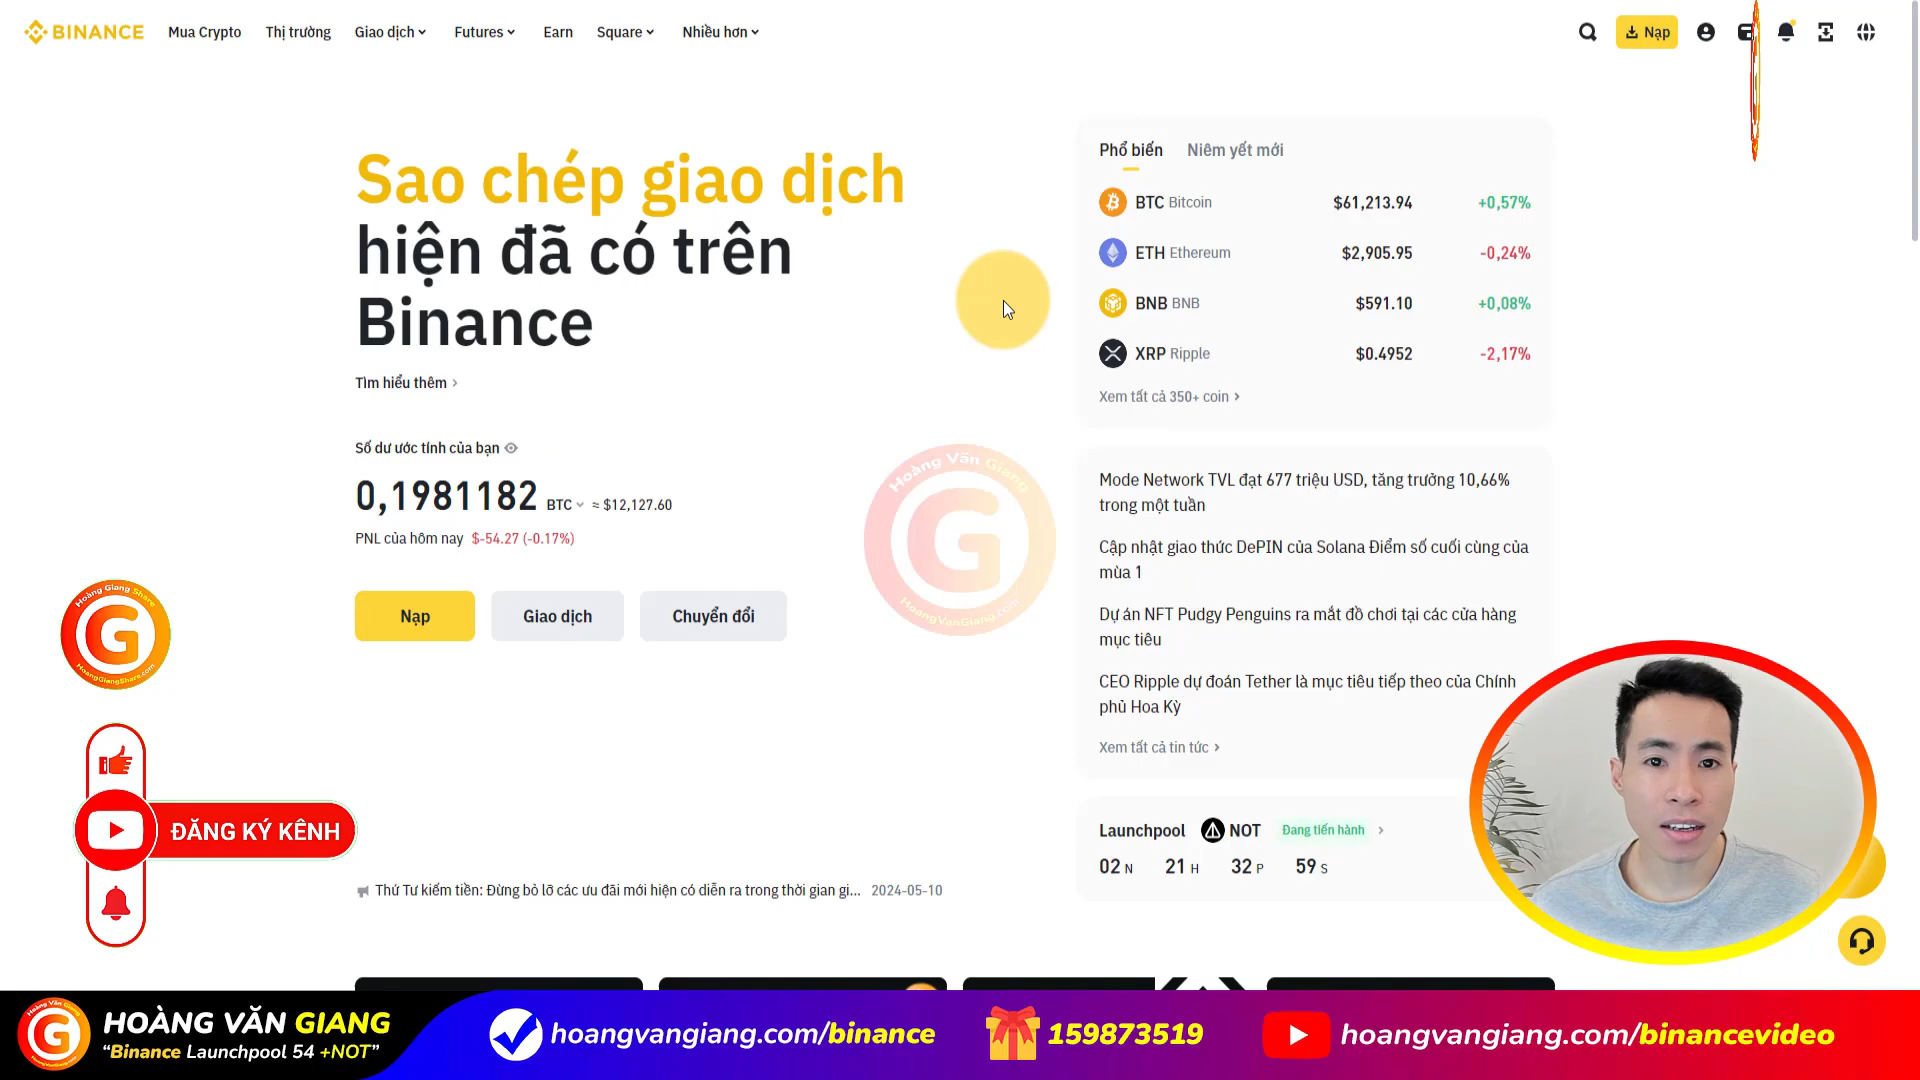 BINANCE
Mua Crypto
Thị trường
Giao dịch
Futures
Earn
Square
Nhiều hơn
Nạp
Sao chép giao dịch
hiện đã có trên
Binance
Tìm hiểu thêm
Số dư ước tính của bạn
0,1981182 BTC ≈ $12,127.60
PNL của hôm nay $-54.27 (-0.17%)
Nạp
Giao dịch
Chuyển đổi
Thứ Tư kiếm tiền: Đừng bỏ lỡ các ưu đãi mới hiện có diễn ra trong thời gian gi... 2024-05-10
Phổ biến
Niêm yết mới
BTC Bitcoin $61,213.94 +0,57%
ETH Ethereum $2,905.95 -0,24%
BNB BNB $591.10 +0,08%
XRP Ripple $0.4952 -2,17%
Xem tất cả 350+ coin
Mode Network TVL đạt 677 triệu USD, tăng trưởng 10,66%
trong một tuần
Cập nhật giao thức DePIN của Solana Điểm số cuối cùng của
mùa 1
Dự án NFT Pudgy Penguins ra mắt đồ chơi tại các cửa hàng
mục tiêu
CEO Ripple dự đoán Tether là mục tiêu tiếp theo của Chính
phủ Hoa Kỳ
Xem tất cả tin tức
Launchpool NOT Đang tiến hành
02 N 21 H 32 P 59 S
Hoàng Văn Giang
G
HoangVanGiang.com
Hoàng Giang Share
G
HoangGiangShare.com
ĐĂNG KÝ KÊNH
HOÀNG VĂN GIANG
“Binance Launchpool 54 +NOT”
hoangvangiang.com/binance
159873519
hoangvangiang.com/binancevideo